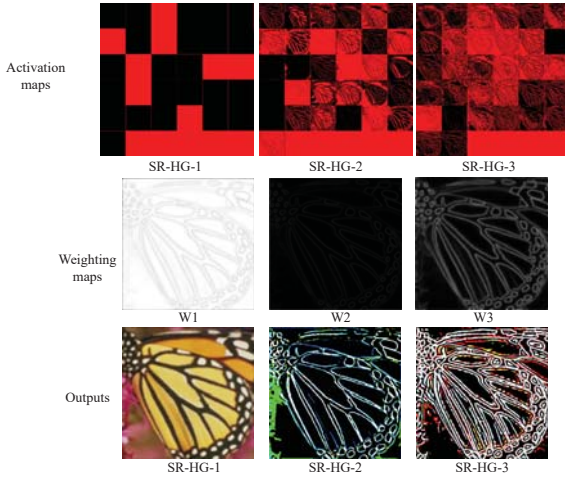 Activation
maps
SR-HG-1
SR-HG-2
SR-HG-3
Weighting
maps
W1
W2
W3
Outputs
SR-HG-1
SR-HG-2
SR-HG-3